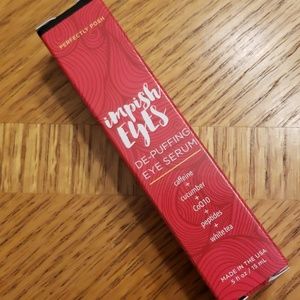 PERFECTLY POSH
impish
EYES
DE-PUFFING
EYE SERUM
caffeine
+
cucumber
+
CoQ10
+
peptides
+
white tea
MADE IN THE USA
.5 fl oz / 15 mL